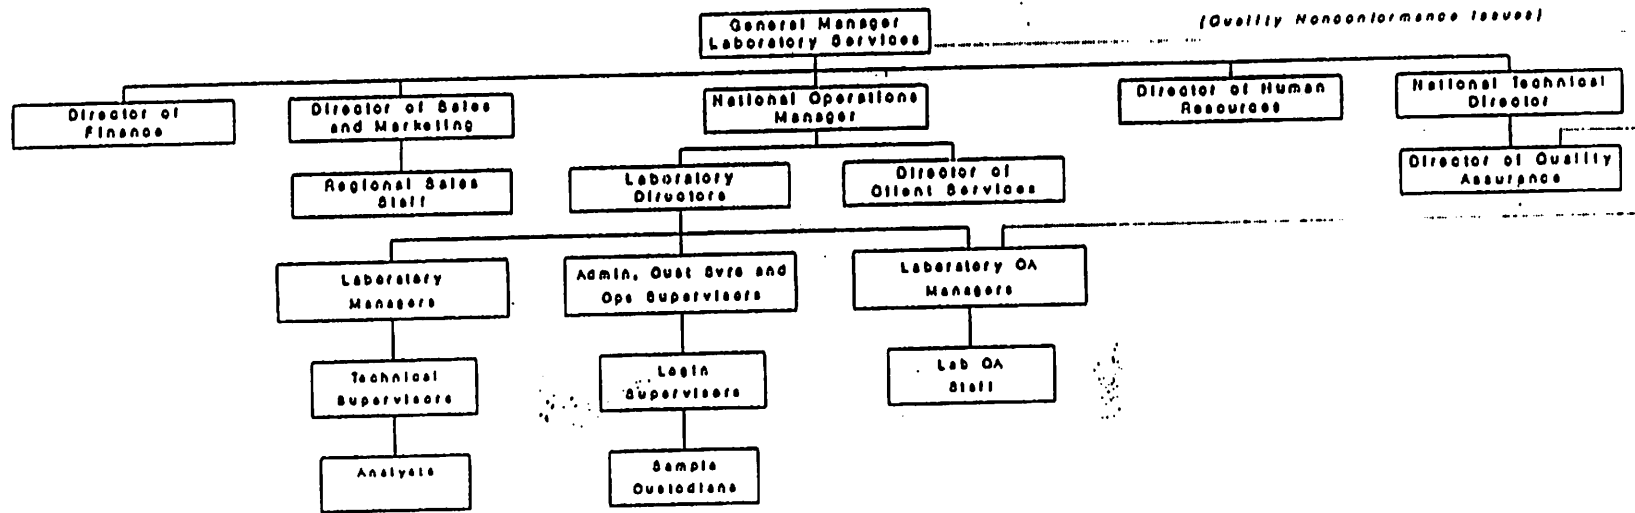 General Manager
Laboratory Services
(Quality Nonconformance Issues)
Director of
Finance
Director of Sales
and Marketing
National Operations
Manager
Director of Human
Resources
National Technical
Director
Regional Sales
Staff
Laboratory
Directors
Director of
Client Services
Director of Quality
Assurance
Laboratory
Managers
Admin, Cust Svrs and
Ops Supervisors
Laboratory QA
Managers
Technical
Supervisors
Login
Supervisors
Lab QA
Staff
Analysts
Sample
Custodians